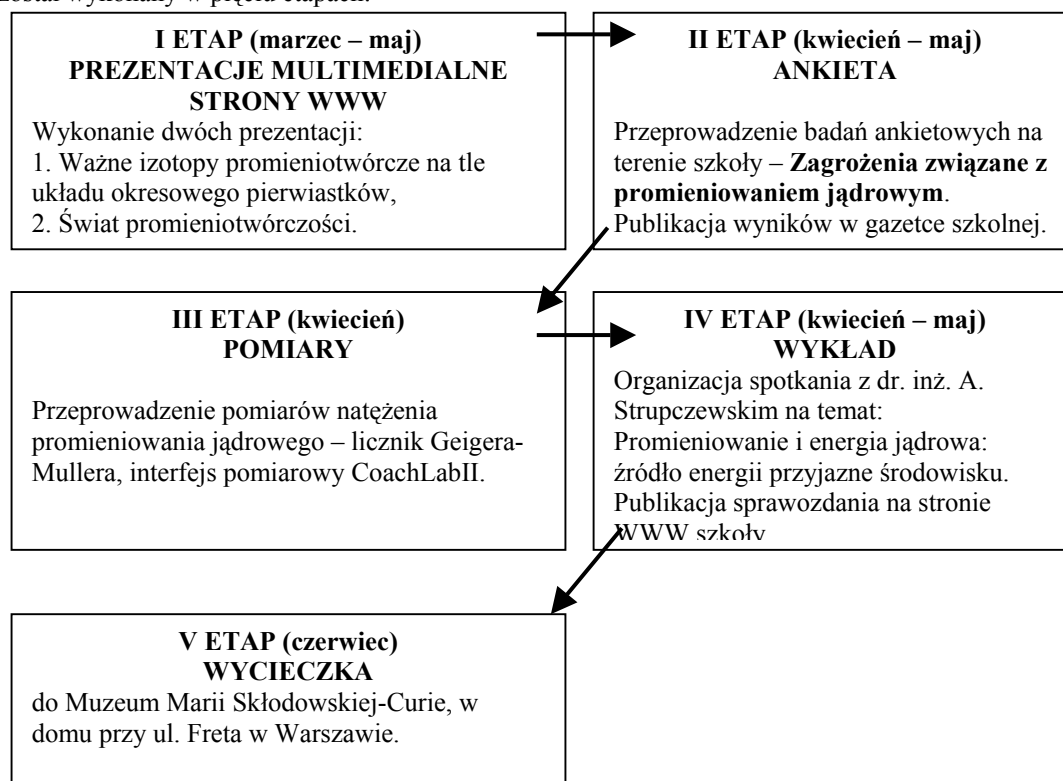 został wykonany w pięciu etapach.
I ETAP (marzec – maj)
PREZENTACJE MULTIMEDIALNE
STRONY WWW
Wykonanie dwóch prezentacji:
1. Ważne izotopy promieniotwórcze na tle
układu okresowego pierwiastków,
2. Świat promieniotwórczości.
II ETAP (kwiecień – maj)
ANKIETA
Przeprowadzenie badań ankietowych na
terenie szkoły – Zagrożenia związane z
promieniowaniem jądrowym.
Publikacja wyników w gazetce szkolnej.
III ETAP (kwiecień)
POMIARY
Przeprowadzenie pomiarów natężenia
promieniowania jądrowego – licznik Geigera-
Mullera, interfejs pomiarowy CoachLabII.
IV ETAP (kwiecień – maj)
WYKŁAD
Organizacja spotkania z dr. inż. A.
Strupczewskim na temat:
Promieniowanie i energia jądrowa:
źródło energii przyjazne środowisku.
Publikacja sprawozdania na stronie
WWW szkoły
V ETAP (czerwiec)
WYCIECZKA
do Muzeum Marii Skłodowskiej-Curie, w
domu przy ul. Freta w Warszawie.